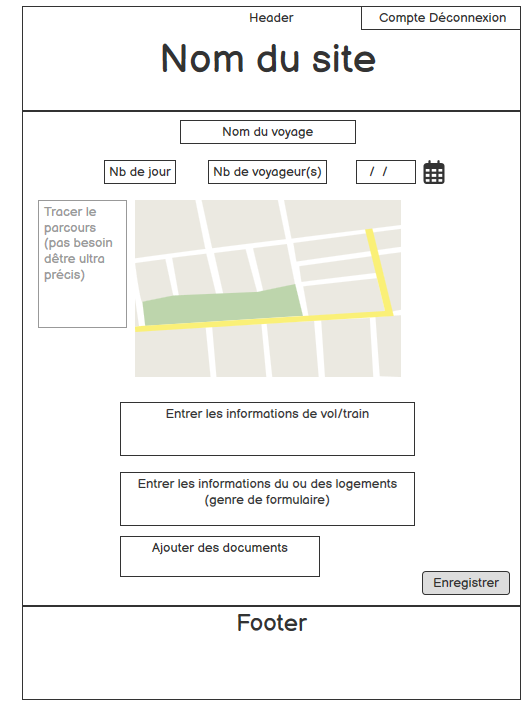 Header
Compte Déconnexion
Nom du site
Nom du voyage
Nb de jour
Nb de voyageur(s)
/ /
Tracer le
parcours
(pas besoin
dêtre ultra
précis)
Entrer les informations de vol/train
Entrer les informations du ou des logements
(genre de formulaire)
Ajouter des documents
Enregistrer
Footer